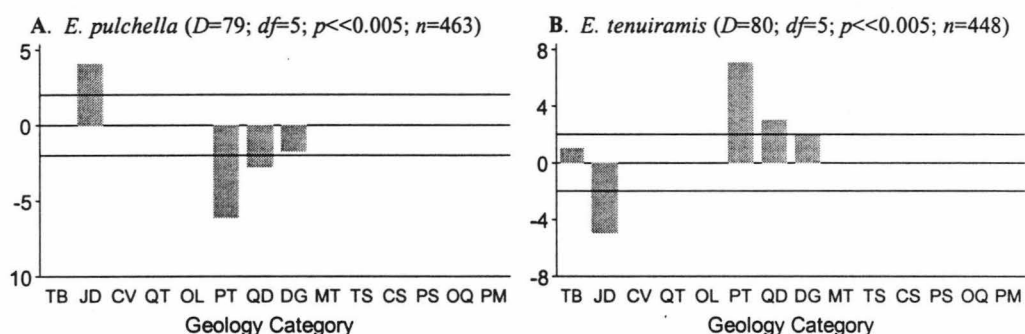 A. E. pulchella (D=79; df=5; p<<0.005; n=463)
5
0
-5
10
TB JD CV QT OL PT QD DG MT TS CS PS OQ PM
Geology Category
B. E. tenuiramis (D=80; df=5; p<<0.005; n=448)
8
4
0
-4
-8
TB JD CV QT OL PT QD DG MT TS CS PS OQ PM
Geology Category